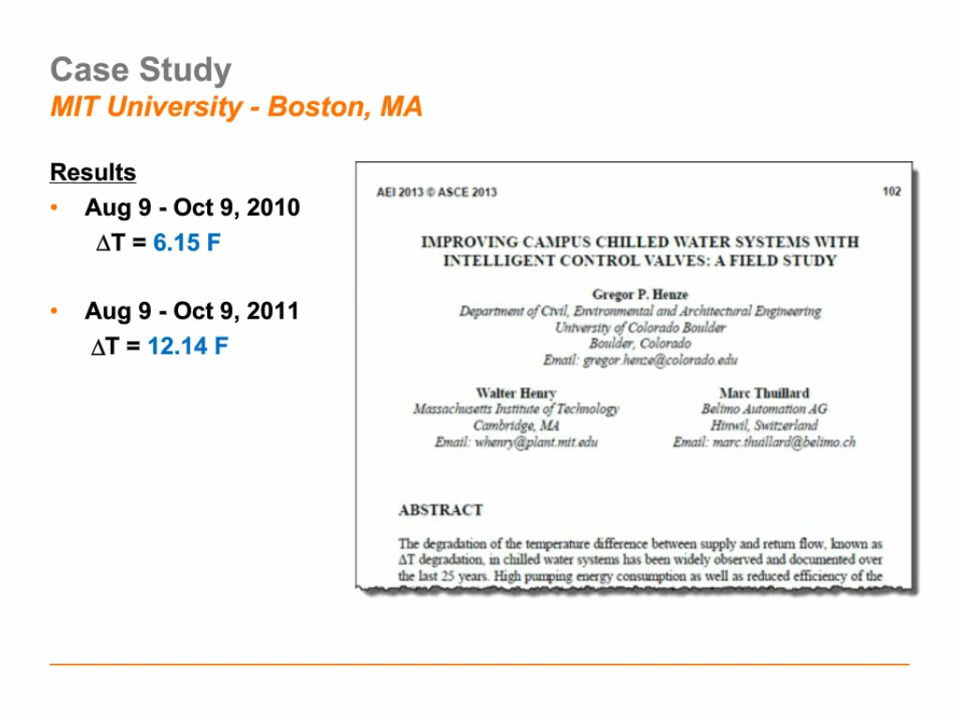 Case Study
MIT University - Boston, MA
Results
• Aug 9 - Oct 9, 2010
ΔT = 6.15 F
• Aug 9 - Oct 9, 2011
ΔT = 12.14 F
AEI 2013 © ASCE 2013 102
IMPROVING CAMPUS CHILLED WATER SYSTEMS WITH
INTELLIGENT CONTROL VALVES: A FIELD STUDY
Gregor P. Henze
Department of Civil, Environmental and Architectural Engineering
University of Colorado Boulder
Boulder, Colorado
Email: gregor.henze@colorado.edu
Walter Henry
Massachusetts Institute of Technology
Cambridge, MA
Email: whenry@plant.mit.edu
Marc Thuillard
Belimo Automation AG
Hinwil, Switzerland
Email: marc.thuillard@belimo.ch
ABSTRACT
The degradation of the temperature difference between supply and return flow, known as
ΔT degradation, in chilled water systems has been widely observed and documented over
the last 25 years. High pumping energy consumption as well as reduced efficiency of the